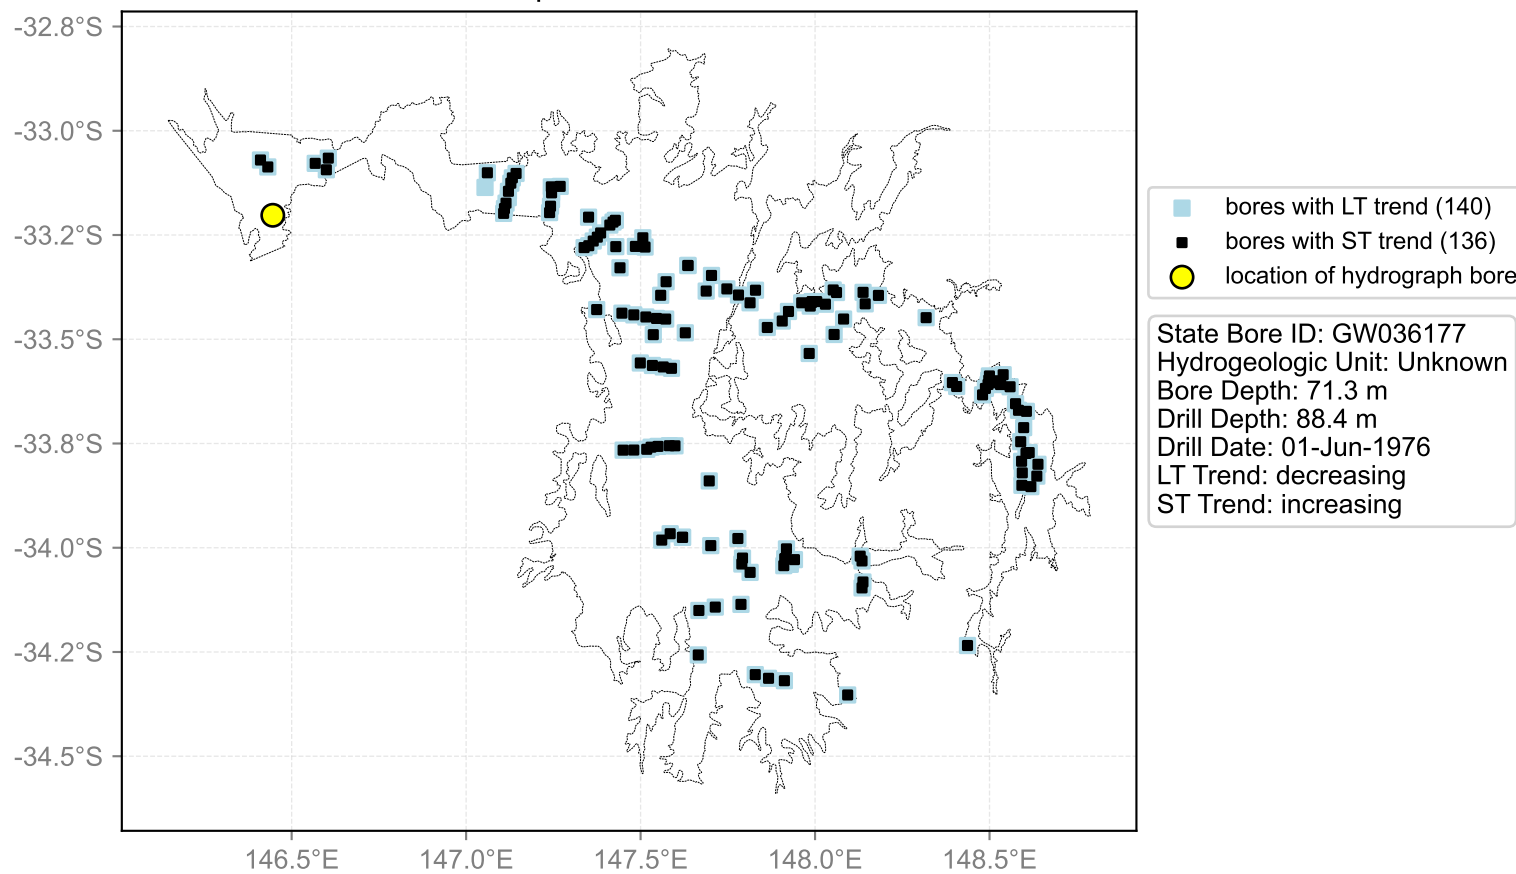 -32.8°S
-33.0°S
-33.2°S
-33.5°S
-33.8°S
-34.0°S
-34.2°S
-34.5°S
146.5°E
147.0°E
147.5°E
148.0°E
148.5°E
bores with LT trend (140)
bores with ST trend (136)
location of hydrograph bore
State Bore ID: GW036177
Hydrogeologic Unit: Unknown
Bore Depth: 71.3 m
Drill Depth: 88.4 m
Drill Date: 01-Jun-1976
LT Trend: decreasing
ST Trend: increasing